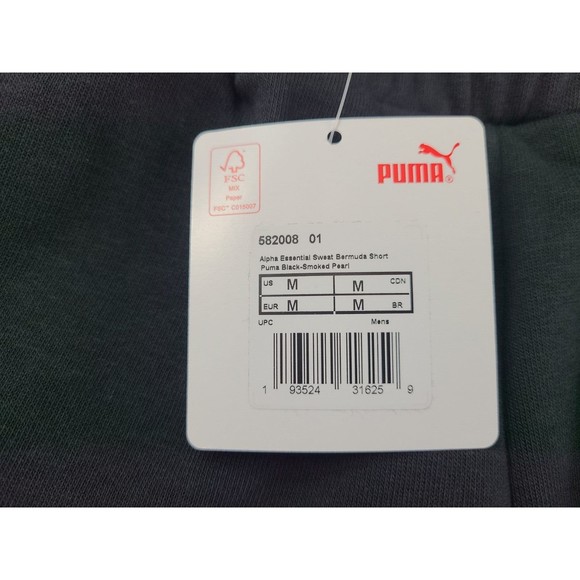 FSC
MIX
Paper
FSC™ C015007
PUMA®
582008 01
Alpha Essential Sweat Bermuda Short
Puma Black-Smoked Pearl
US M M CDN
EUR M M BR
UPC Mens
1 93524 31625 9